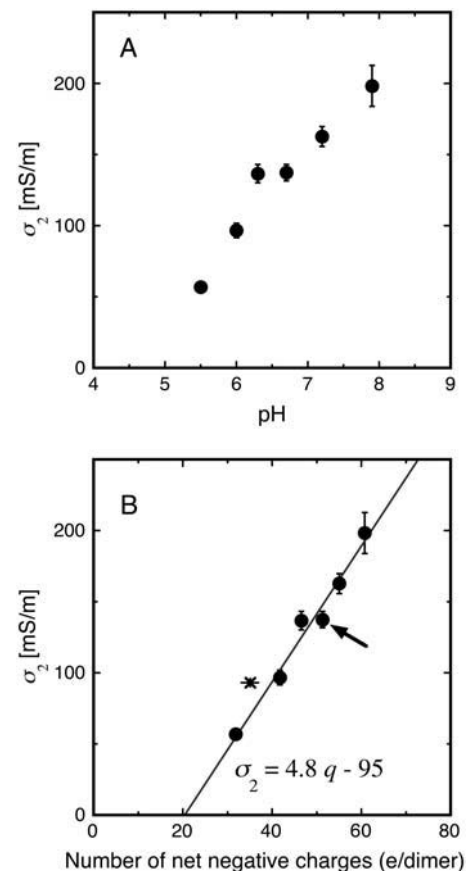 A
200
100
0
σ₂ [mS/m]
4 5 6 7 8 9
pH
B
200
100
0
σ₂ [mS/m]
σ₂ = 4.8 q - 95
0 20 40 60 80
Number of net negative charges (e/dimer)